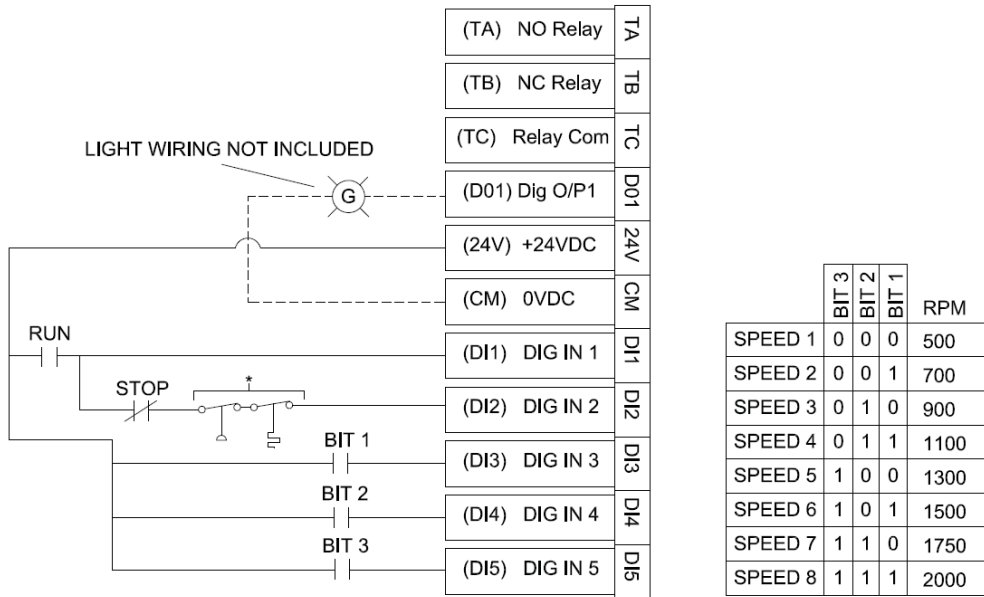 (TA) NO Relay TA
(TB) NC Relay TB
(TC) Relay Com TC
LIGHT WIRING NOT INCLUDED
G
(D01) Dig O/P1 D01
(24V) +24VDC 24V
(CM) 0VDC CM
RUN
(DI1) DIG IN 1 DI1
STOP
*
(DI2) DIG IN 2 DI2
BIT 1
(DI3) DIG IN 3 DI3
BIT 2
(DI4) DIG IN 4 DI4
BIT 3
(DI5) DIG IN 5 DI5
BIT 3 BIT 2 BIT 1 RPM
SPEED 1 0 0 0 500
SPEED 2 0 0 1 700
SPEED 3 0 1 0 900
SPEED 4 0 1 1 1100
SPEED 5 1 0 0 1300
SPEED 6 1 0 1 1500
SPEED 7 1 1 0 1750
SPEED 8 1 1 1 2000